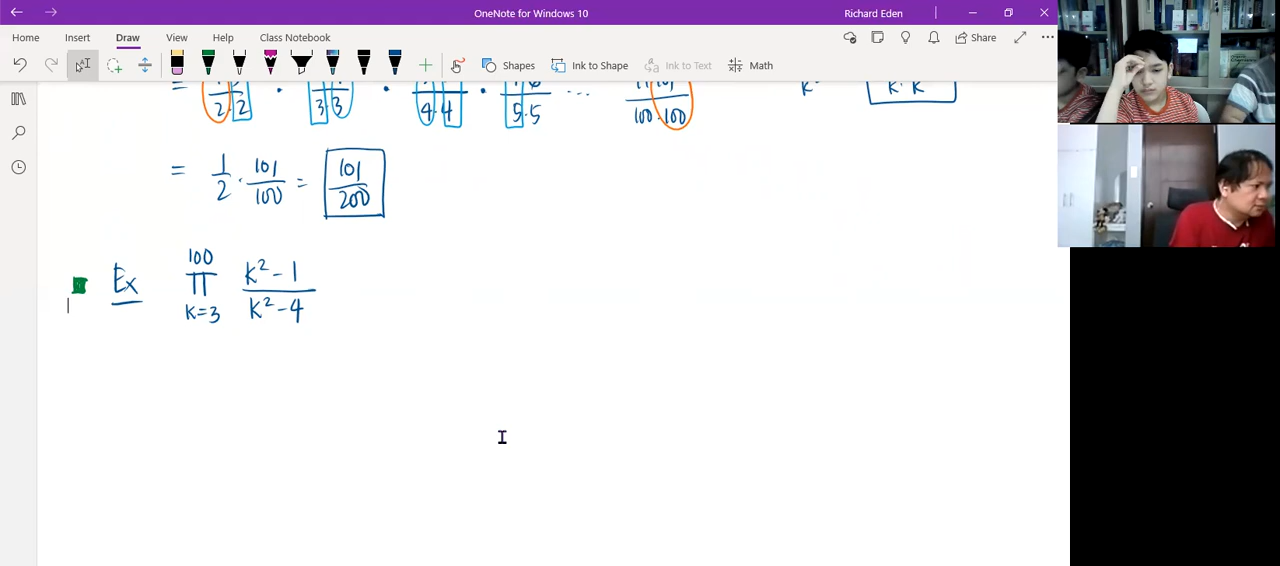 OneNote for Windows 10
Richard Eden
Home Insert Draw View Help Class Notebook
Share
Shapes Ink to Shape Ink to Text Math
= 2·2 · 3·3 · 4·4 · 5·5 ... 100·100 k·k
= 1/2 · 101/100 = 101/200
Ex 100 Π k=3 k²-1 / k²-4